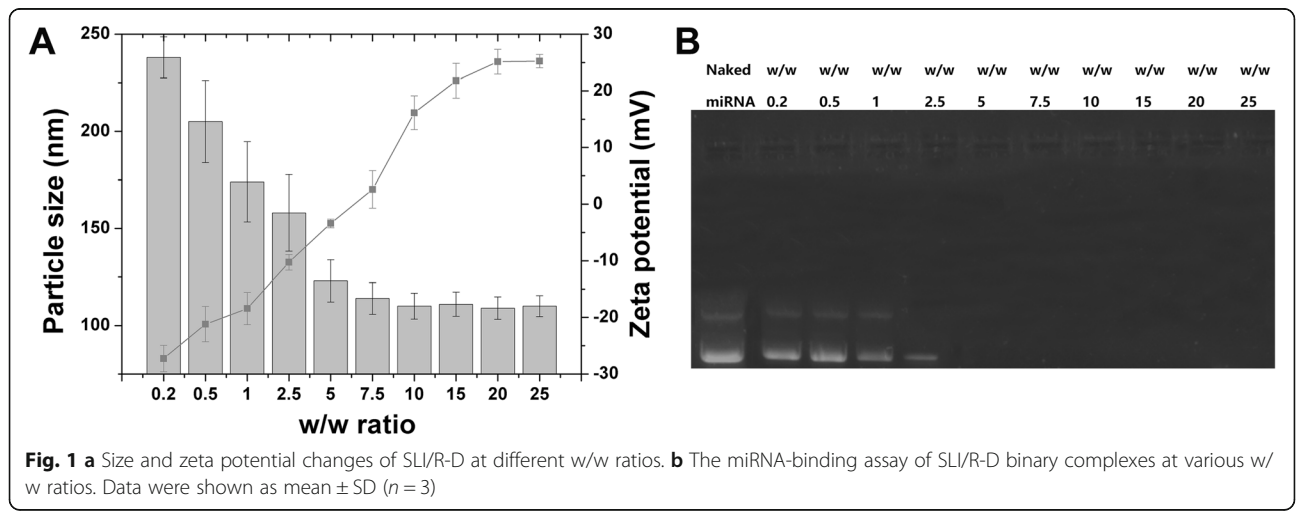 A
B
250
200
150
100
Particle size (nm)
30
20
10
0
-10
-20
-30
Zeta potential (mV)
0.2 0.5 1 2.5 5 7.5 10 15 20 25
w/w ratio
Naked w/w w/w w/w w/w w/w w/w w/w w/w w/w w/w
miRNA 0.2 0.5 1 2.5 5 7.5 10 15 20 25
Fig. 1 a Size and zeta potential changes of SLI/R-D at different w/w ratios. b The miRNA-binding assay of SLI/R-D binary complexes at various w/
w ratios. Data were shown as mean ± SD (n = 3)